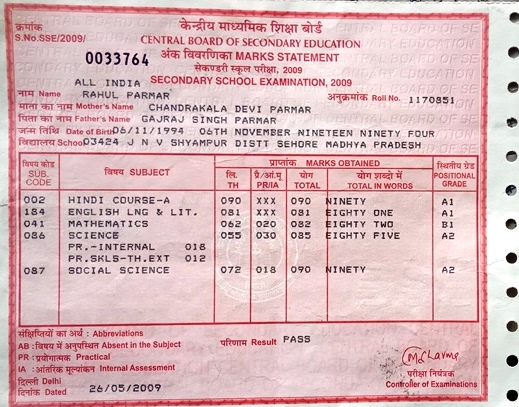 क्रमांक
S.No.SSE/2009/
0033764
केन्द्रीय माध्यमिक शिक्षा बोर्ड
CENTRAL BOARD OF SECONDARY EDUCATION
अंक विवरणिका MARKS STATEMENT
सेकण्डरी स्कूल परीक्षा, 2009
ALL INDIA SECONDARY SCHOOL EXAMINATION, 2009
नाम Name RAHUL PARMAR अनुक्रमांक Roll No. 1170851
माता का नाम Mother's Name CHANDRAKALA DEVI PARMAR
पिता का नाम Father's Name GAJRAJ SINGH PARMAR
जन्म तिथि Date of Birth 06/11/1994 06TH NOVEMBER NINETEEN NINETY FOUR
विद्यालय School 03424 J N V SHYAMPUR DISTT SEHORE MADHYA PRADESH
विषय कोड SUB. CODE विषय SUBJECT प्राप्तांक MARKS OBTAINED स्थितीय ग्रेड POSITIONAL GRADE
लि. TH प्रै/आं.मू. PR/IA योग TOTAL योग शब्दों में TOTAL IN WORDS
002 HINDI COURSE-A 090 XXX 090 NINETY A1
184 ENGLISH LNG & LIT. 081 XXX 081 EIGHTY ONE A1
041 MATHEMATICS 062 020 082 EIGHTY TWO B1
086 SCIENCE 055 030 085 EIGHTY FIVE A2
PR.-INTERNAL 018
PR.SKLS-TH.EXT 012
087 SOCIAL SCIENCE 072 018 090 NINETY A2
संक्षिप्तियों का अर्थ : Abbreviations
AB : विषय में अनुपस्थित Absent in the Subject
PR : प्रयोगात्मक Practical
IA : आंतरिक मूल्यांकन Internal Assessment
परिणाम Result PASS
दिल्ली Delhi
दिनांक Dated 26/05/2009
परीक्षा नियंत्रक
Controller of Examinations